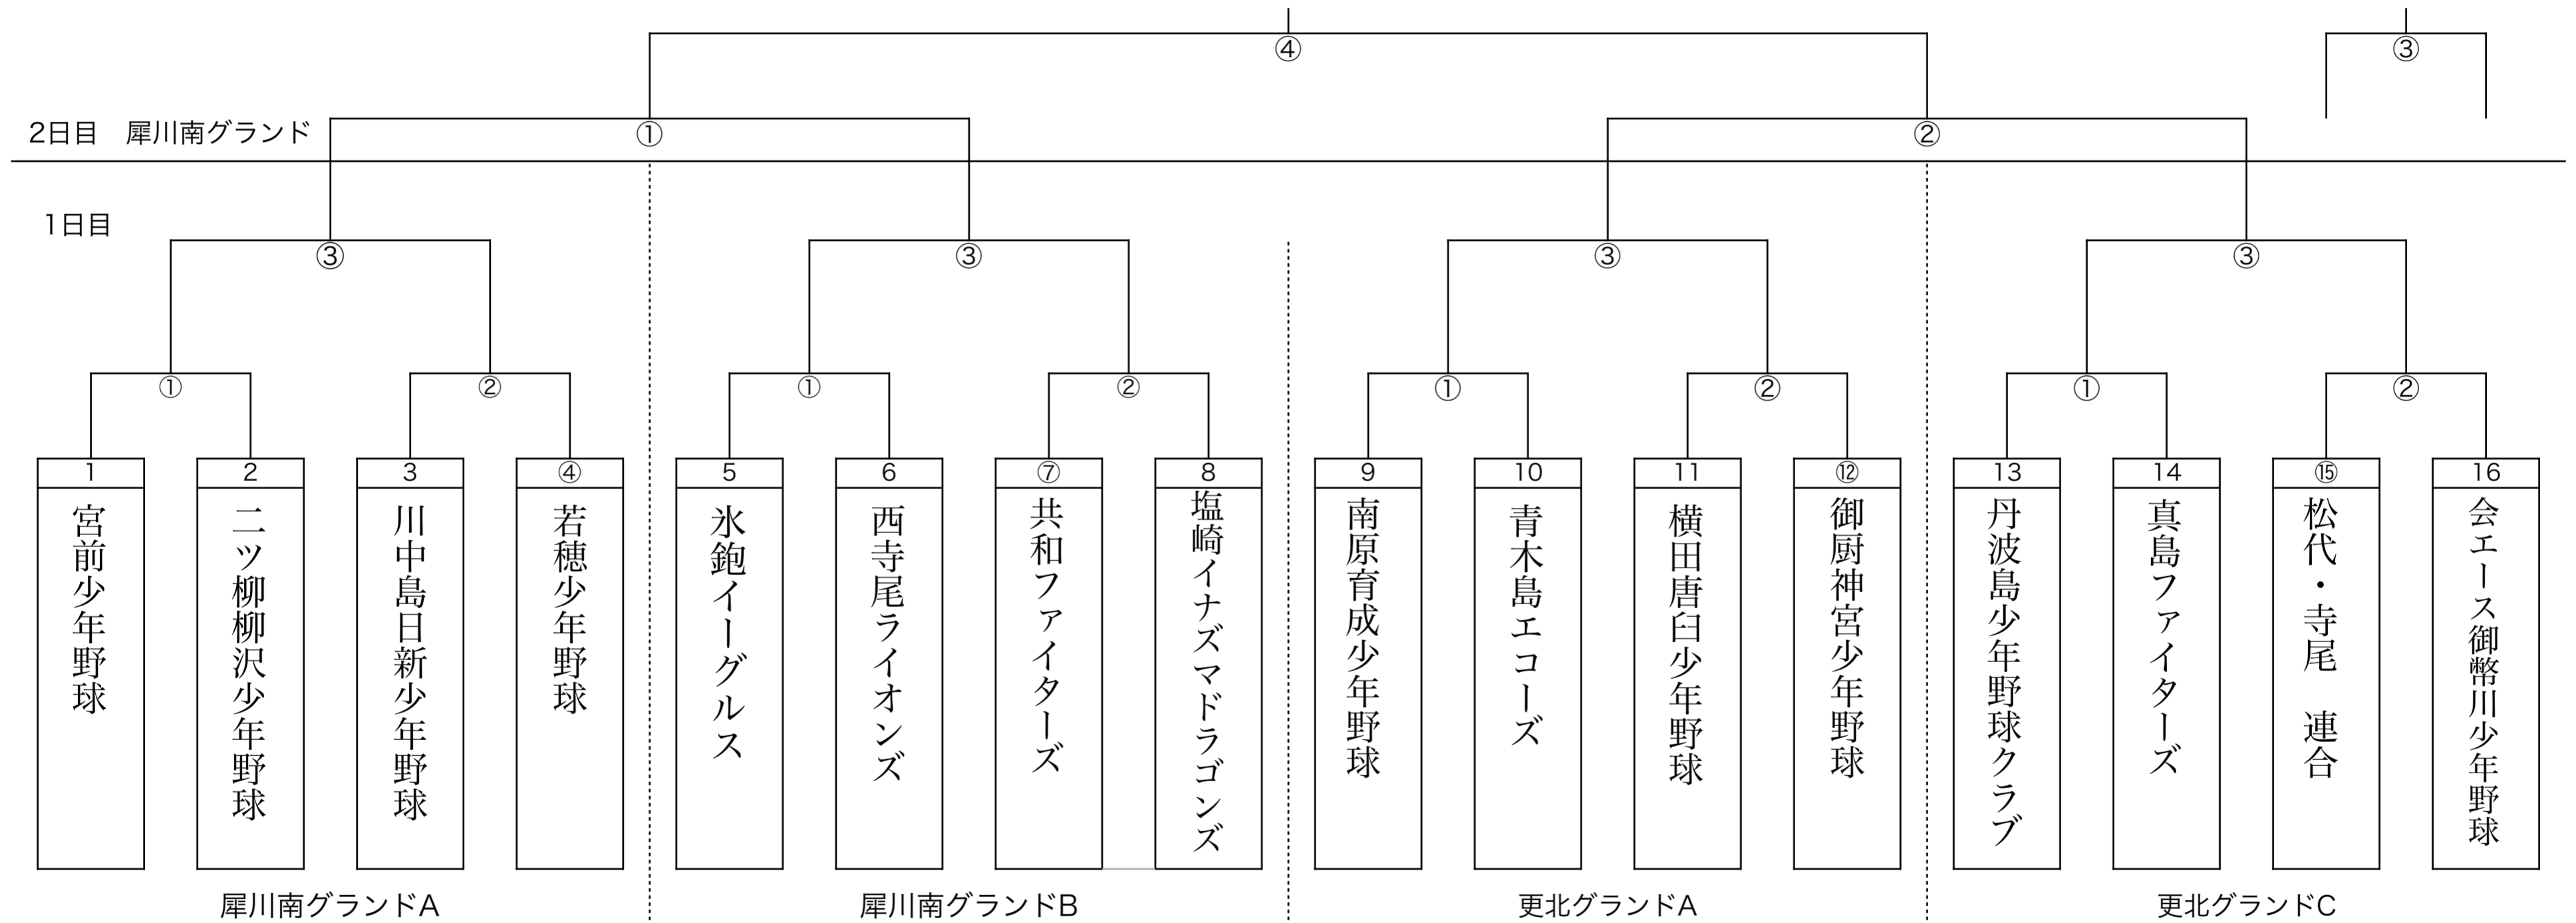 ④
③
2日目　犀川南グランド
①
②
1日目
③
③
③
③
①
②
①
②
①
②
①
②
1
2
3
④
5
6
⑦
8
9
10
11
⑫
13
14
⑮
16
宮前少年野球
二ツ柳柳沢少年野球
川中島日新少年野球
若穂少年野球
氷鉋イーグルス
西寺尾ライオンズ
共和ファイターズ
塩崎イナズマドラゴンズ
南原育成少年野球
青木島エコーズ
横田唐臼少年野球
御厨神宮少年野球
丹波島少年野球クラブ
真島ファイターズ
松代・寺尾　連合
会エース御幣川少年野球
犀川南グランドA
犀川南グランドB
更北グランドA
更北グランドC